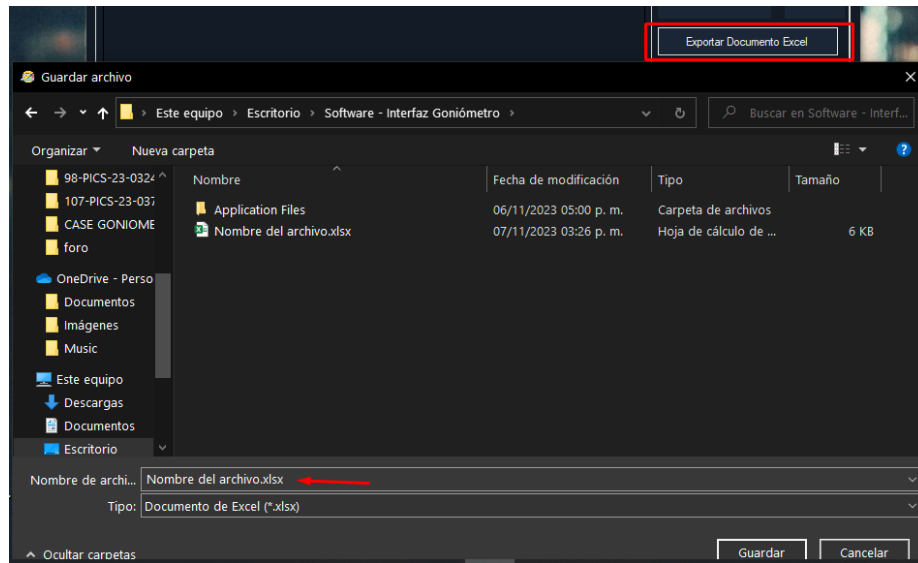 Exportar Documento Excel
Guardar archivo
Este equipo > Escritorio > Software - Interfaz Goniómetro >
Buscar en Software - Interf...
Organizar
Nueva carpeta
?
98-PICS-23-0324
107-PICS-23-037
CASE GONIOME
foro
OneDrive - Perso
Documentos
Imágenes
Music
Este equipo
Descargas
Documentos
Escritorio
Nombre Fecha de modificación Tipo Tamaño
Application Files 06/11/2023 05:00 p. m. Carpeta de archivos
Nombre del archivo.xlsx 07/11/2023 03:26 p. m. Hoja de cálculo de ... 6 KB
Nombre de archi... Nombre del archivo.xlsx
Tipo: Documento de Excel (*.xlsx)
Ocultar carpetas
Guardar
Cancelar